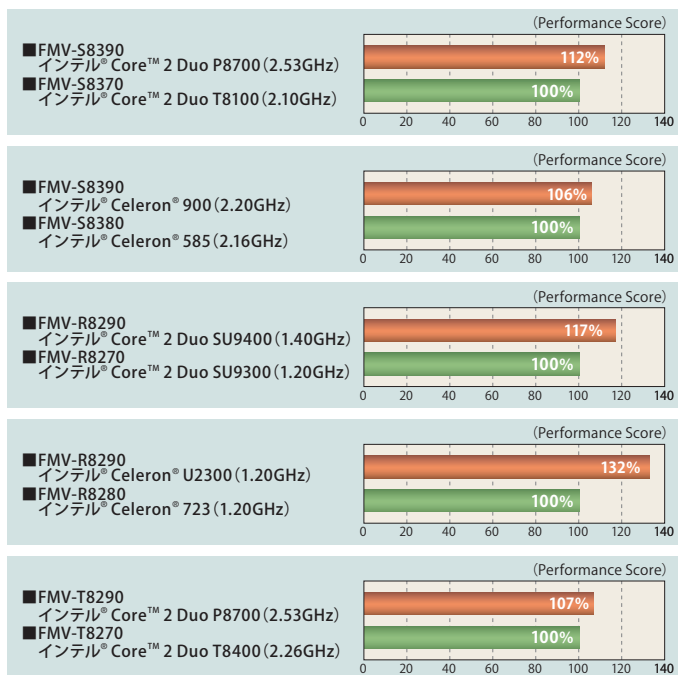 (Performance Score)
■FMV-S8390
インテル® Core™ 2 Duo P8700(2.53GHz)
■FMV-S8370
インテル® Core™ 2 Duo T8100(2.10GHz)
112%
100%
0 20 40 60 80 100 120 140
(Performance Score)
■FMV-S8390
インテル® Celeron® 900(2.20GHz)
■FMV-S8380
インテル® Celeron® 585(2.16GHz)
106%
100%
0 20 40 60 80 100 120 140
(Performance Score)
■FMV-R8290
インテル® Core™ 2 Duo SU9400(1.40GHz)
■FMV-R8270
インテル® Core™ 2 Duo SU9300(1.20GHz)
117%
100%
0 20 40 60 80 100 120 140
(Performance Score)
■FMV-R8290
インテル® Celeron® U2300(1.20GHz)
■FMV-R8280
インテル® Celeron® 723(1.20GHz)
132%
100%
0 20 40 60 80 100 120 140
(Performance Score)
■FMV-T8290
インテル® Core™ 2 Duo P8700(2.53GHz)
■FMV-T8270
インテル® Core™ 2 Duo T8400(2.26GHz)
107%
100%
0 20 40 60 80 100 120 140